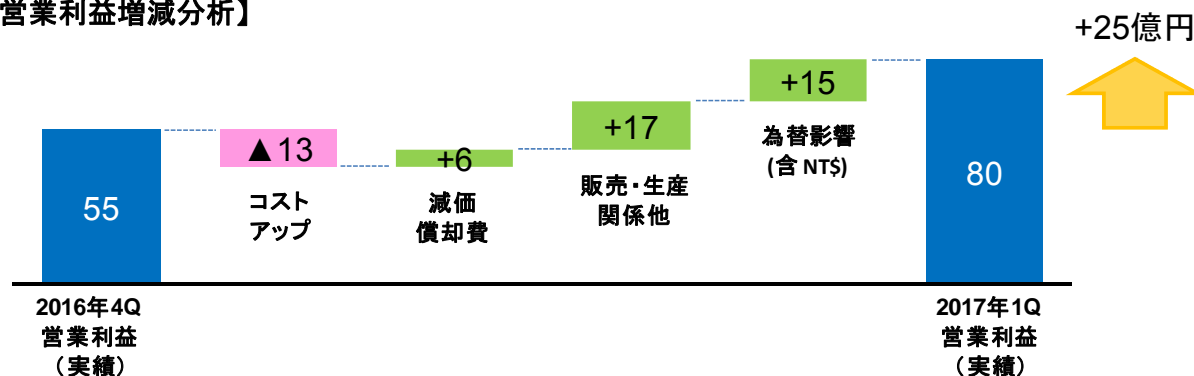 営業利益増減分析】
+25億円
55
▲13
コスト
アップ
+6
減価
償却費
+17
販売・生産
関係他
+15
為替影響
(含 NT$)
80
2016年4Q
営業利益
（実績）
2017年1Q
営業利益
（実績）